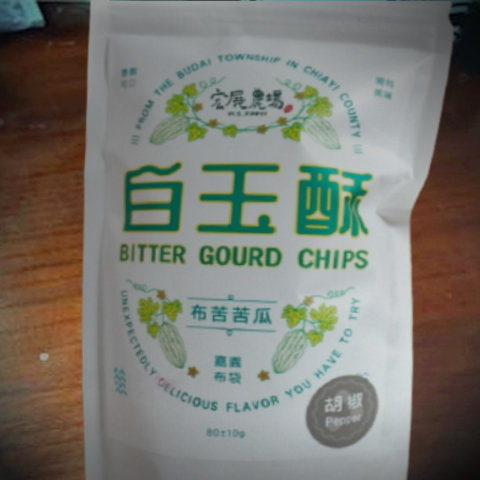 FROM THE BUDAI TOWNSHIP IN CHIAYI COUNTY
宏展農場
白玉酥
BITTER GOURD CHIPS
布苦苦瓜
嘉義
布袋
UNEXPECTEDLY DELICIOUS FLAVOR YOU HAVE TO TRY
胡椒
Pepper
80±10g